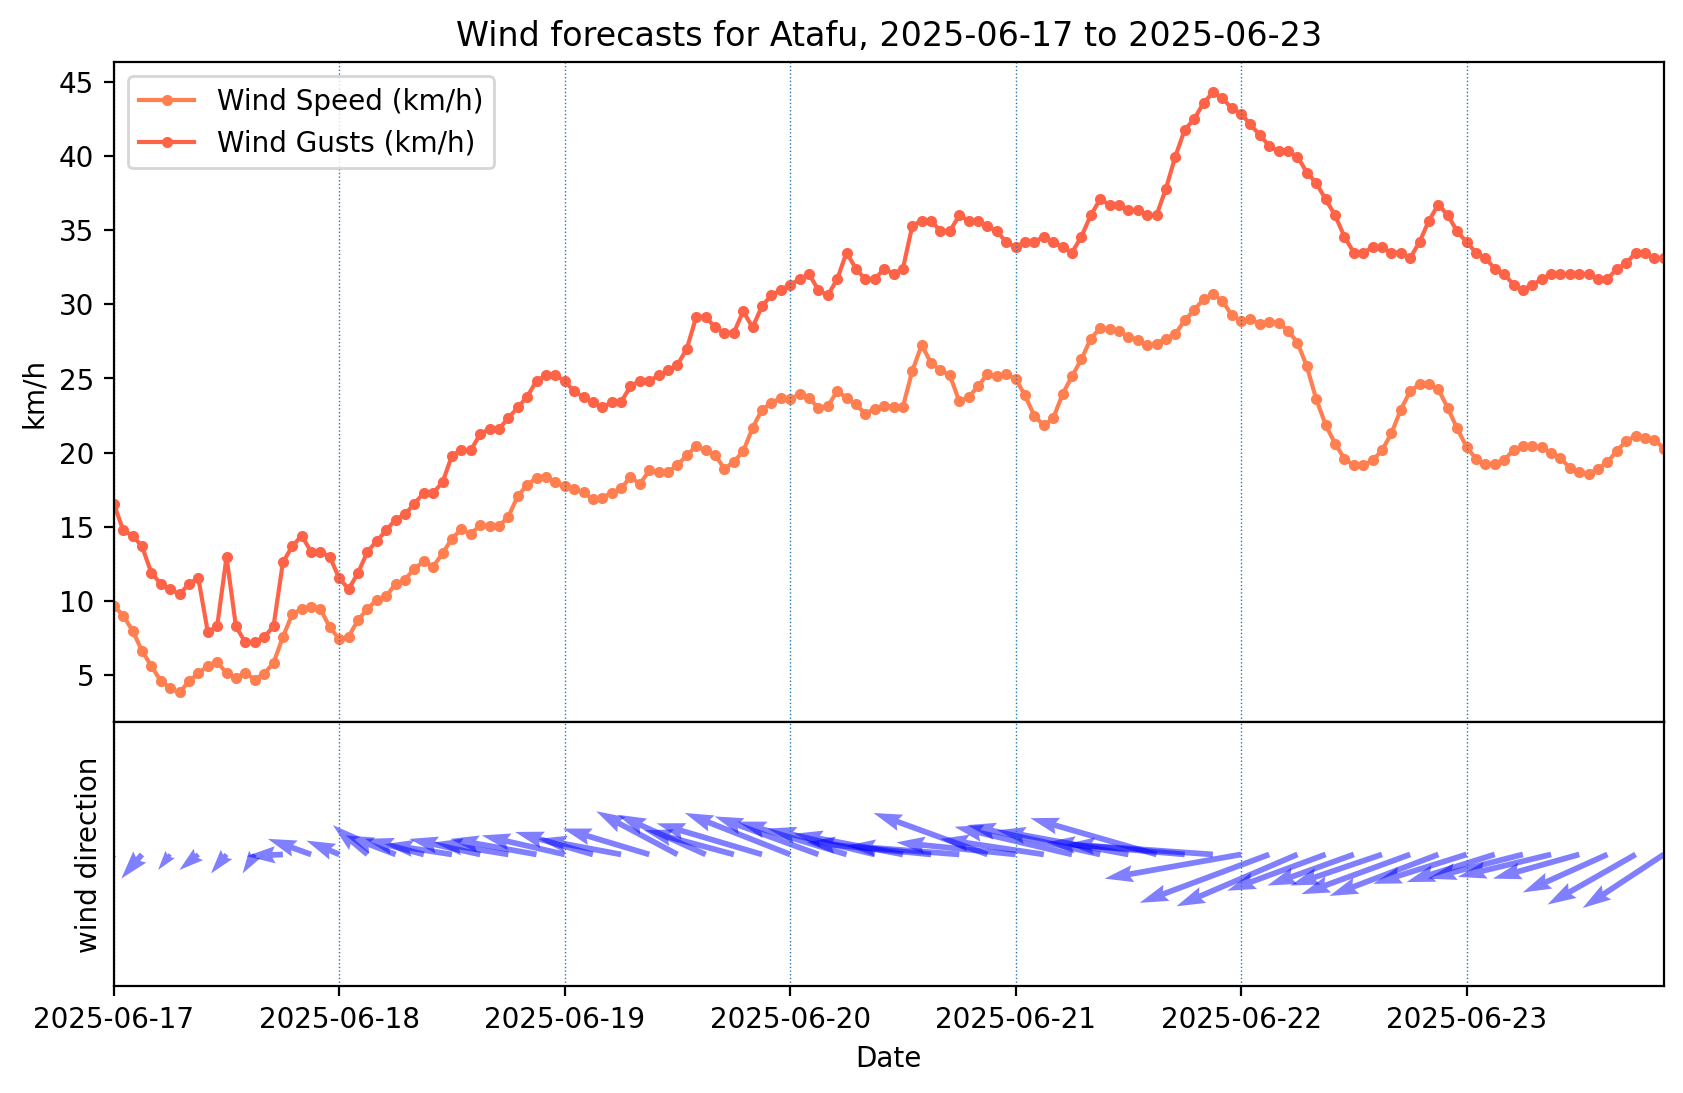 Wind forecasts for Atafu, 2025-06-17 to 2025-06-23
45
40
35
30
25
20
15
10
5
km/h
Wind Speed (km/h)
Wind Gusts (km/h)
wind direction
2025-06-17
2025-06-18
2025-06-19
2025-06-20
2025-06-21
2025-06-22
2025-06-23
Date